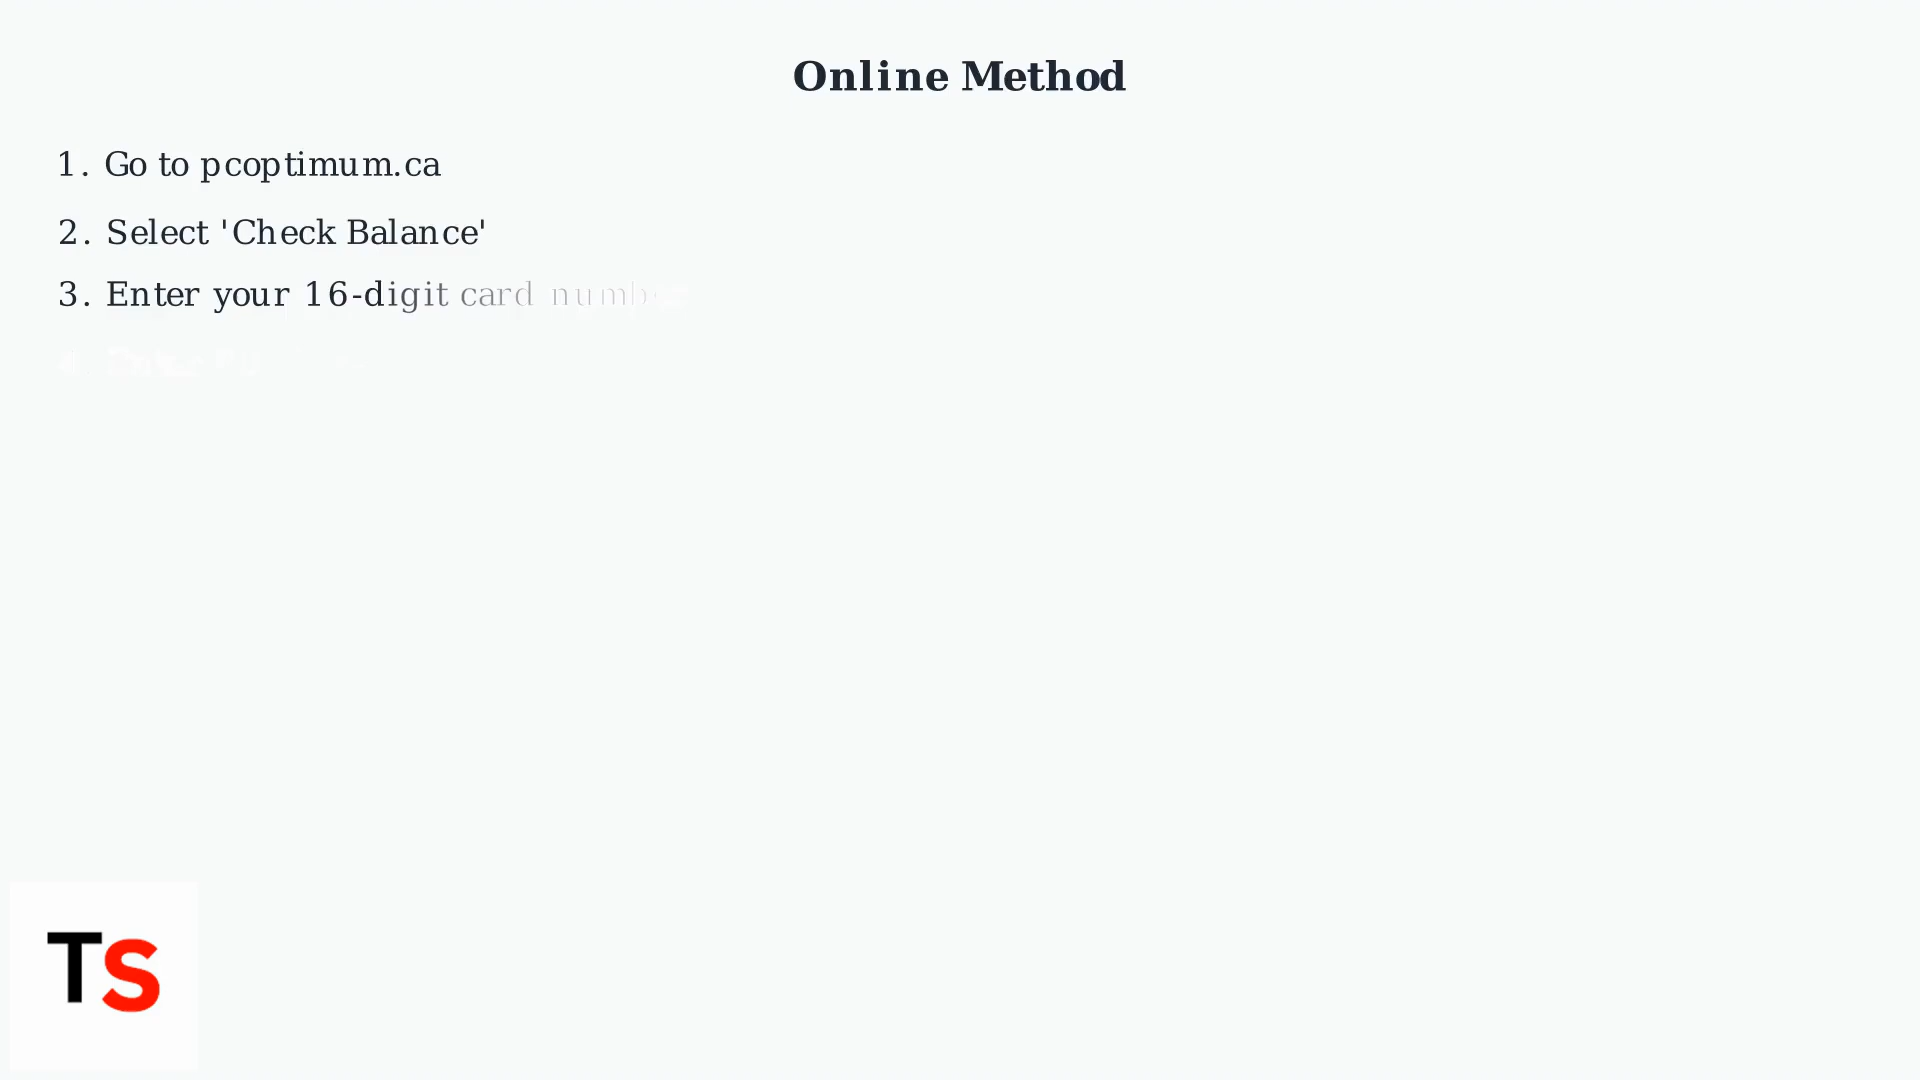 Online Method
1. Go to pcoptimum.ca
2. Select 'Check Balance'
3. Enter your 16-digit card
TS